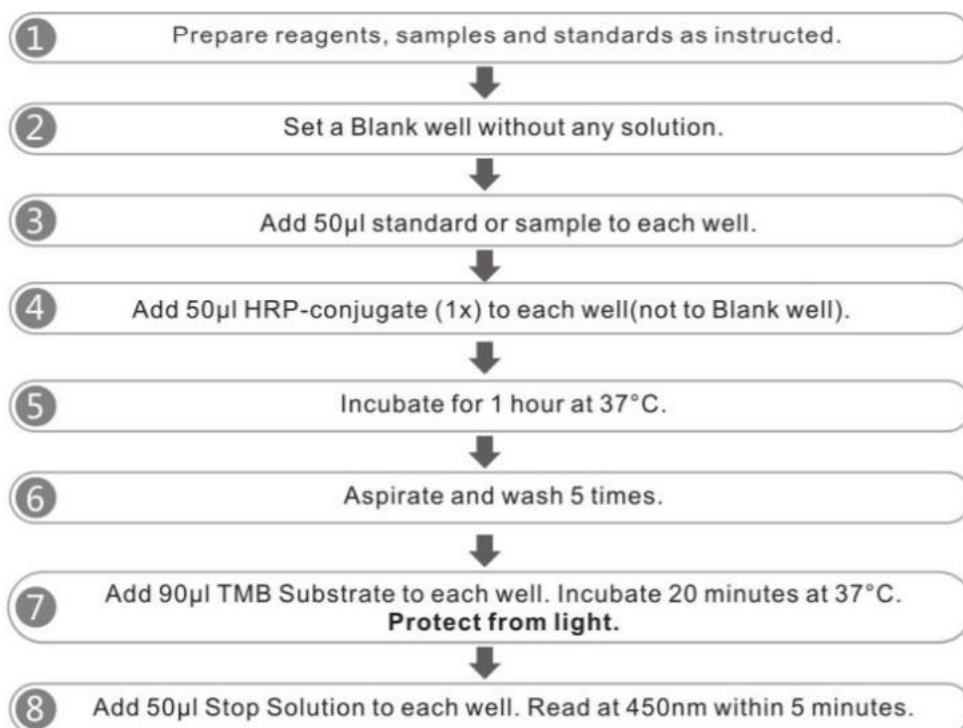 1 Prepare reagents, samples and standards as instructed.
2 Set a Blank well without any solution.
3 Add 50µl standard or sample to each well.
4 Add 50µl HRP-conjugate (1x) to each well(not to Blank well).
5 Incubate for 1 hour at 37°C.
6 Aspirate and wash 5 times.
7 Add 90µl TMB Substrate to each well. Incubate 20 minutes at 37°C.
Protect from light.
8 Add 50µl Stop Solution to each well. Read at 450nm within 5 minutes.